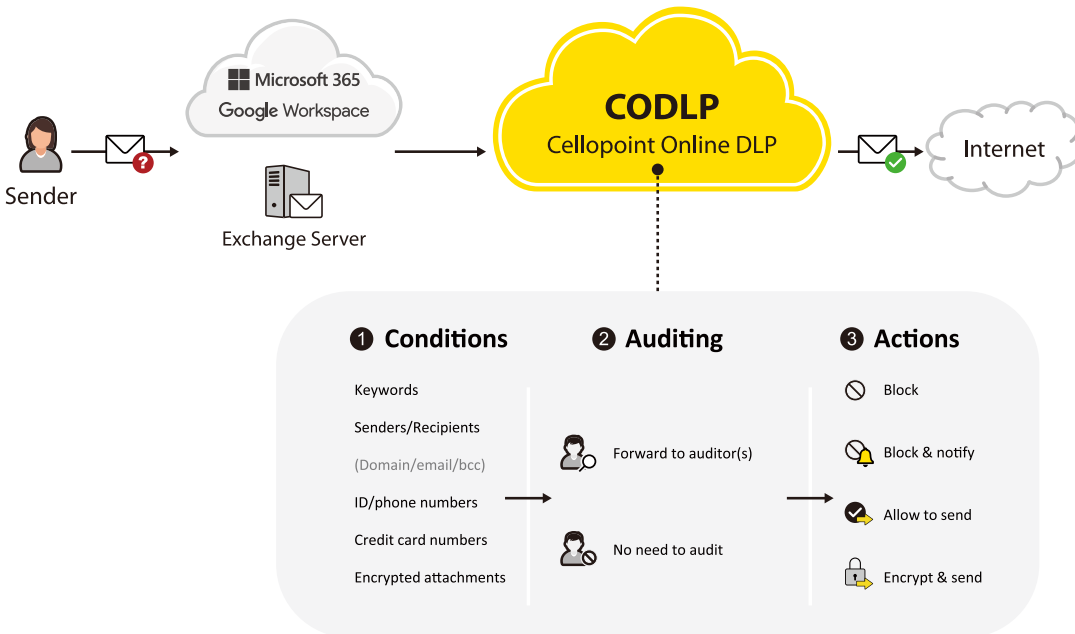 Microsoft 365
Google Workspace
CODLP
Cellopoint Online DLP
?
Internet
Sender
Exchange Server
1 Conditions
Keywords
Senders/Recipients
(Domain/email/bcc)
ID/phone numbers
Credit card numbers
Encrypted attachments
2 Auditing
Forward to auditor(s)
No need to audit
3 Actions
Block
Block & notify
Allow to send
Encrypt & send